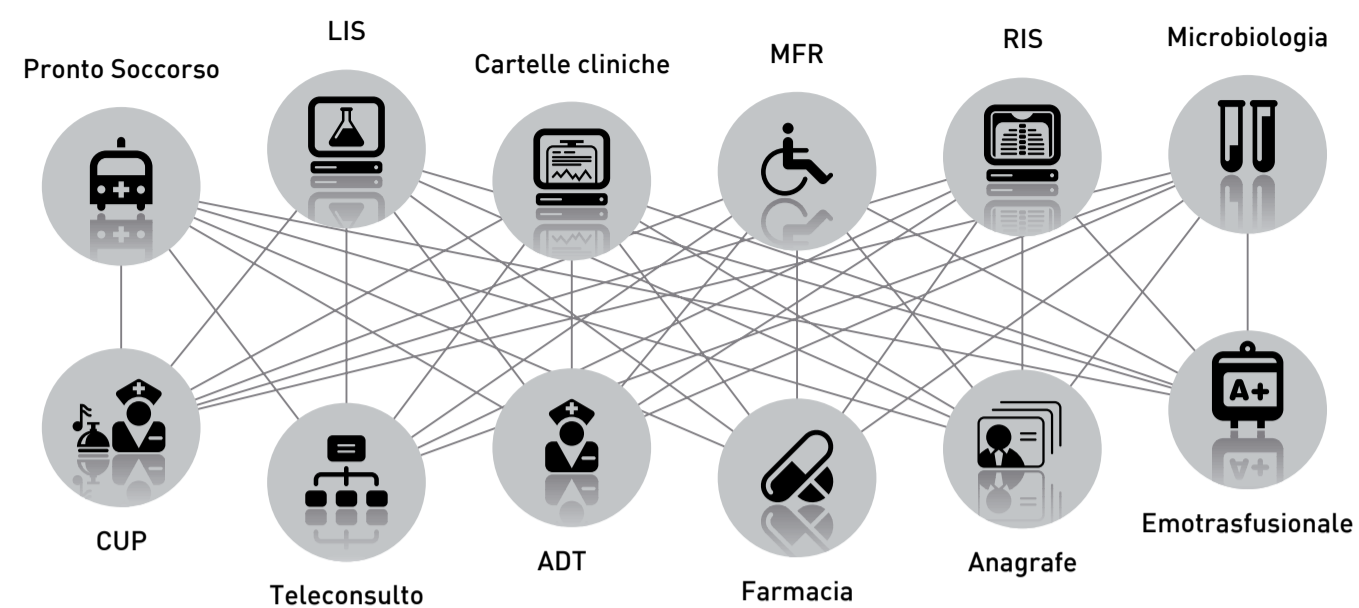 Pronto Soccorso
LIS
Cartelle cliniche
MFR
RIS
Microbiologia
A+
CUP
Teleconsulto
ADT
Farmacia
Anagrafe
Emotrasfusionale